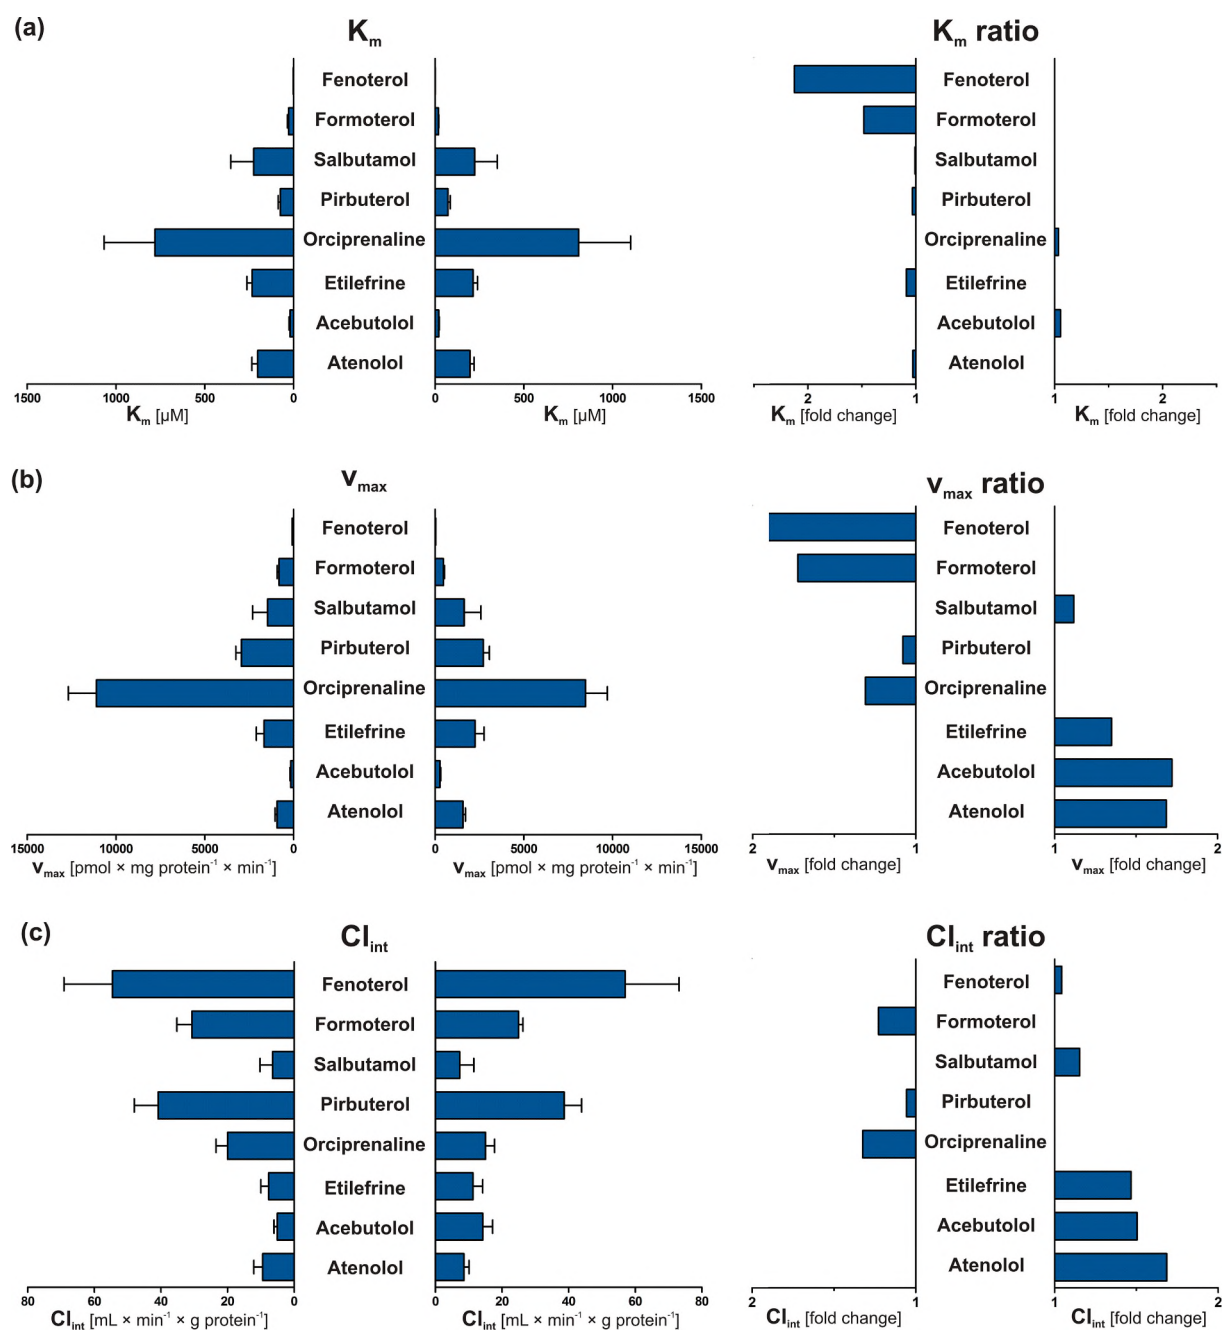 (a)
Kₘ
Kₘ ratio
Fenoterol
Formoterol
Salbutamol
Pirbuterol
Orciprenaline
Etilefrine
Acebutolol
Atenolol
Fenoterol
Formoterol
Salbutamol
Pirbuterol
Orciprenaline
Etilefrine
Acebutolol
Atenolol
1500 1000 500 0 0 500 1000 1500 2 1 1 2
Kₘ [µM] Kₘ [µM] Kₘ [fold change] Kₘ [fold change]
(b)
vmax
vmax ratio
Fenoterol
Formoterol
Salbutamol
Pirbuterol
Orciprenaline
Etilefrine
Acebutolol
Atenolol
Fenoterol
Formoterol
Salbutamol
Pirbuterol
Orciprenaline
Etilefrine
Acebutolol
Atenolol
15000 10000 5000 0 0 5000 10000 15000 2 1 1 2
vmax [pmol × mg protein⁻¹ × min⁻¹] vmax [pmol × mg protein⁻¹ × min⁻¹] vmax [fold change] vmax [fold change]
(c)
Clint
Clint ratio
Fenoterol
Formoterol
Salbutamol
Pirbuterol
Orciprenaline
Etilefrine
Acebutolol
Atenolol
Fenoterol
Formoterol
Salbutamol
Pirbuterol
Orciprenaline
Etilefrine
Acebutolol
Atenolol
80 60 40 20 0 0 20 40 60 80 2 1 1 2
Clint [mL × min⁻¹ × g protein⁻¹] Clint [mL × min⁻¹ × g protein⁻¹] Clint [fold change] Clint [fold change]